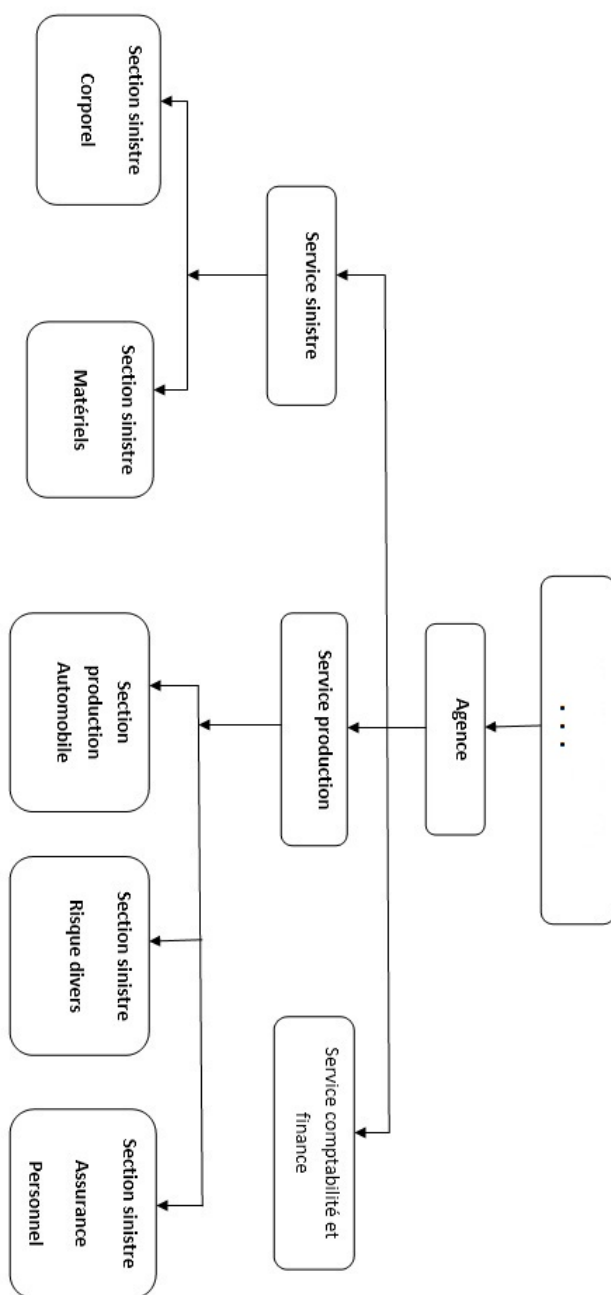 . . .
Agence
Service sinistre
Service production
Service comptabilité et
finance
Section sinistre
Corporel
Section sinistre
Matériels
Section
production
Automobile
Section sinistre
Risque divers
Section sinistre
Assurance
Personnel